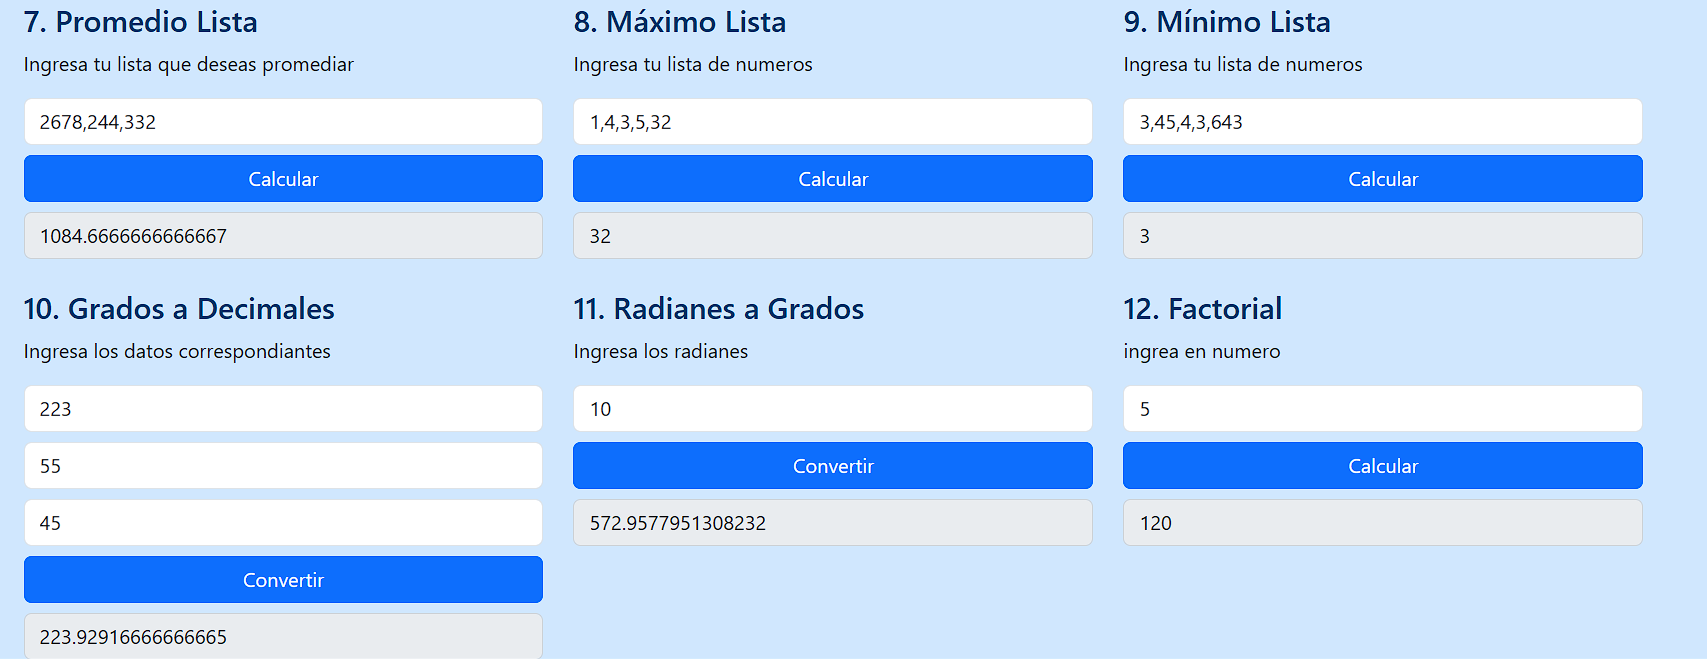 7. Promedio Lista
Ingresa tu lista que deseas promediar
2678,244,332
Calcular
1084.6666666666667
8. Máximo Lista
Ingresa tu lista de numeros
1,4,3,5,32
Calcular
32
9. Mínimo Lista
Ingresa tu lista de numeros
3,45,4,3,643
Calcular
3
10. Grados a Decimales
Ingresa los datos correspondiantes
223
55
45
Convertir
223.92916666666665
11. Radianes a Grados
Ingresa los radianes
10
Convertir
572.9577951308232
12. Factorial
ingrea en numero
5
Calcular
120